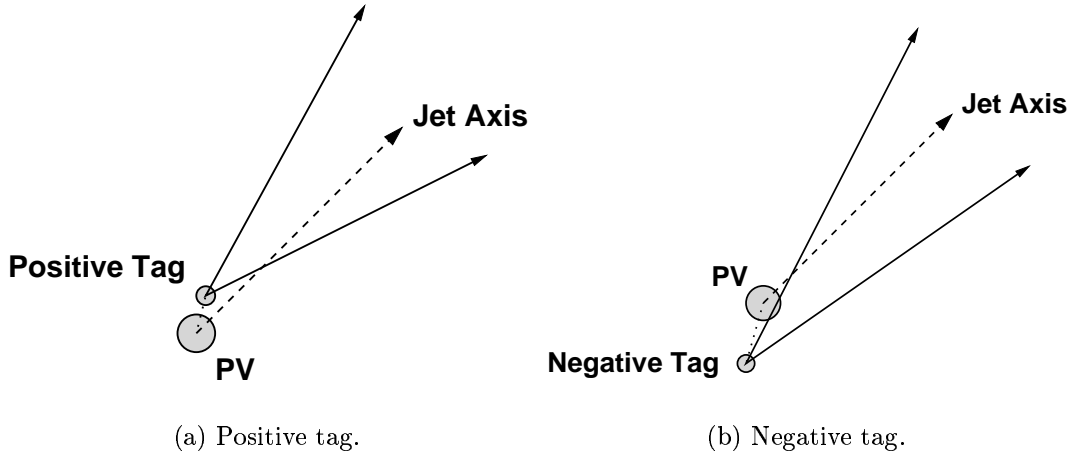 Jet Axis
Positive Tag
PV
(a) Positive tag.
Jet Axis
PV
Negative Tag
(b) Negative tag.